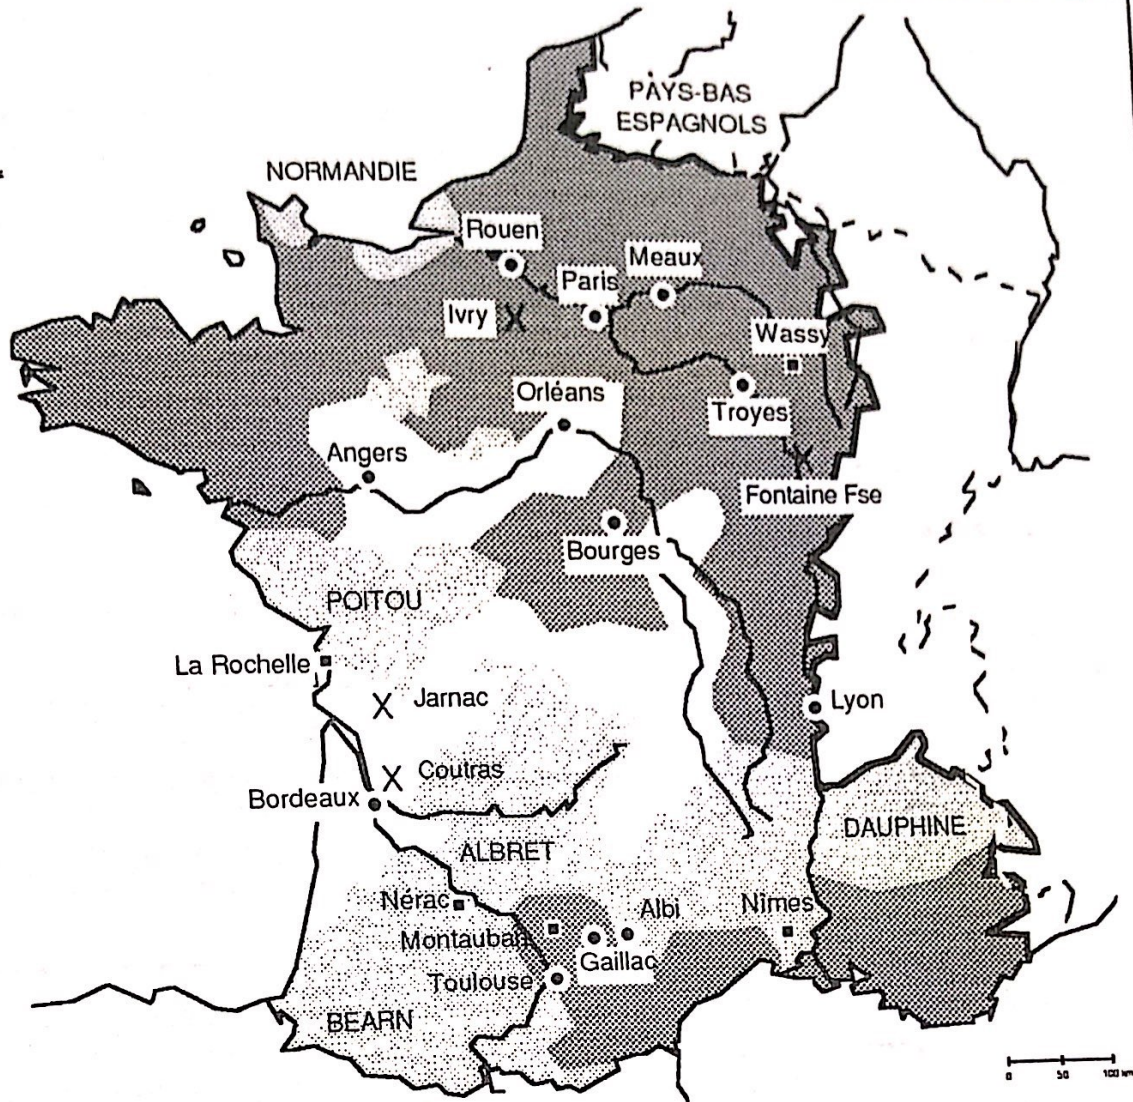 PAYS-BAS
ESPAGNOLS
NORMANDIE
Rouen
Meaux
Paris
Ivry
Wassy
Orléans
Troyes
Angers
Fontaine Fse
Bourges
POITOU
La Rochelle
Jarnac
Lyon
Coutras
Bordeaux
DAUPHINE
ALBRET
Nérac
Albi
Nîmes
Montauban
Gaillac
Toulouse
BEARN
0 50 100 km